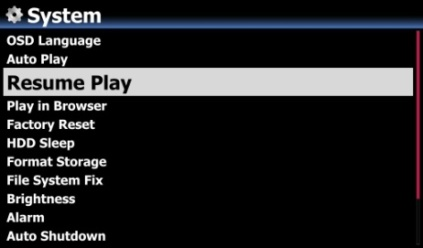 System
OSD Language
Auto Play
Resume Play
Play in Browser
Factory Reset
HDD Sleep
Format Storage
File System Fix
Brightness
Alarm
Auto Shutdown